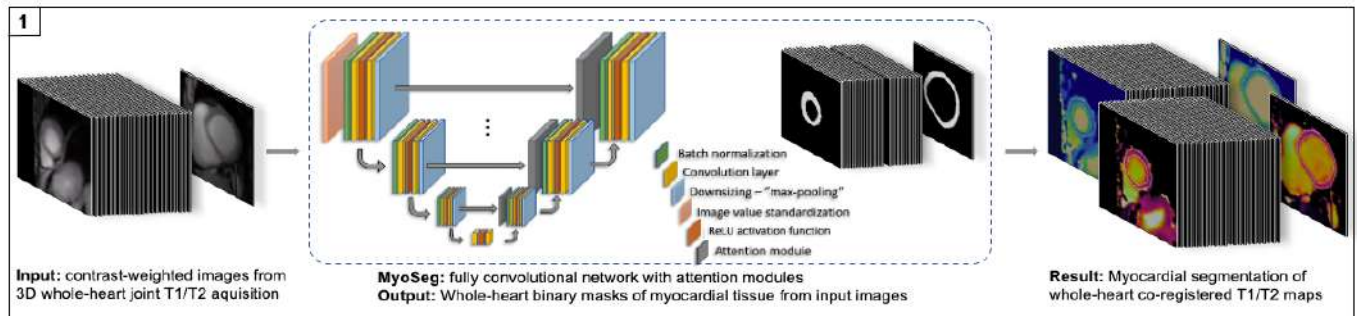 1
Batch normalization
Convolution layer
Downsizing – "max-pooling"
Image value standardization
ReLU activation function
Attention module
Input: contrast-weighted images from
3D whole-heart joint T1/T2 aquisition
MyoSeg: fully convolutional network with attention modules
Output: Whole-heart binary masks of myocardial tissue from input images
Result: Myocardial segmentation of
whole-heart co-registered T1/T2 maps